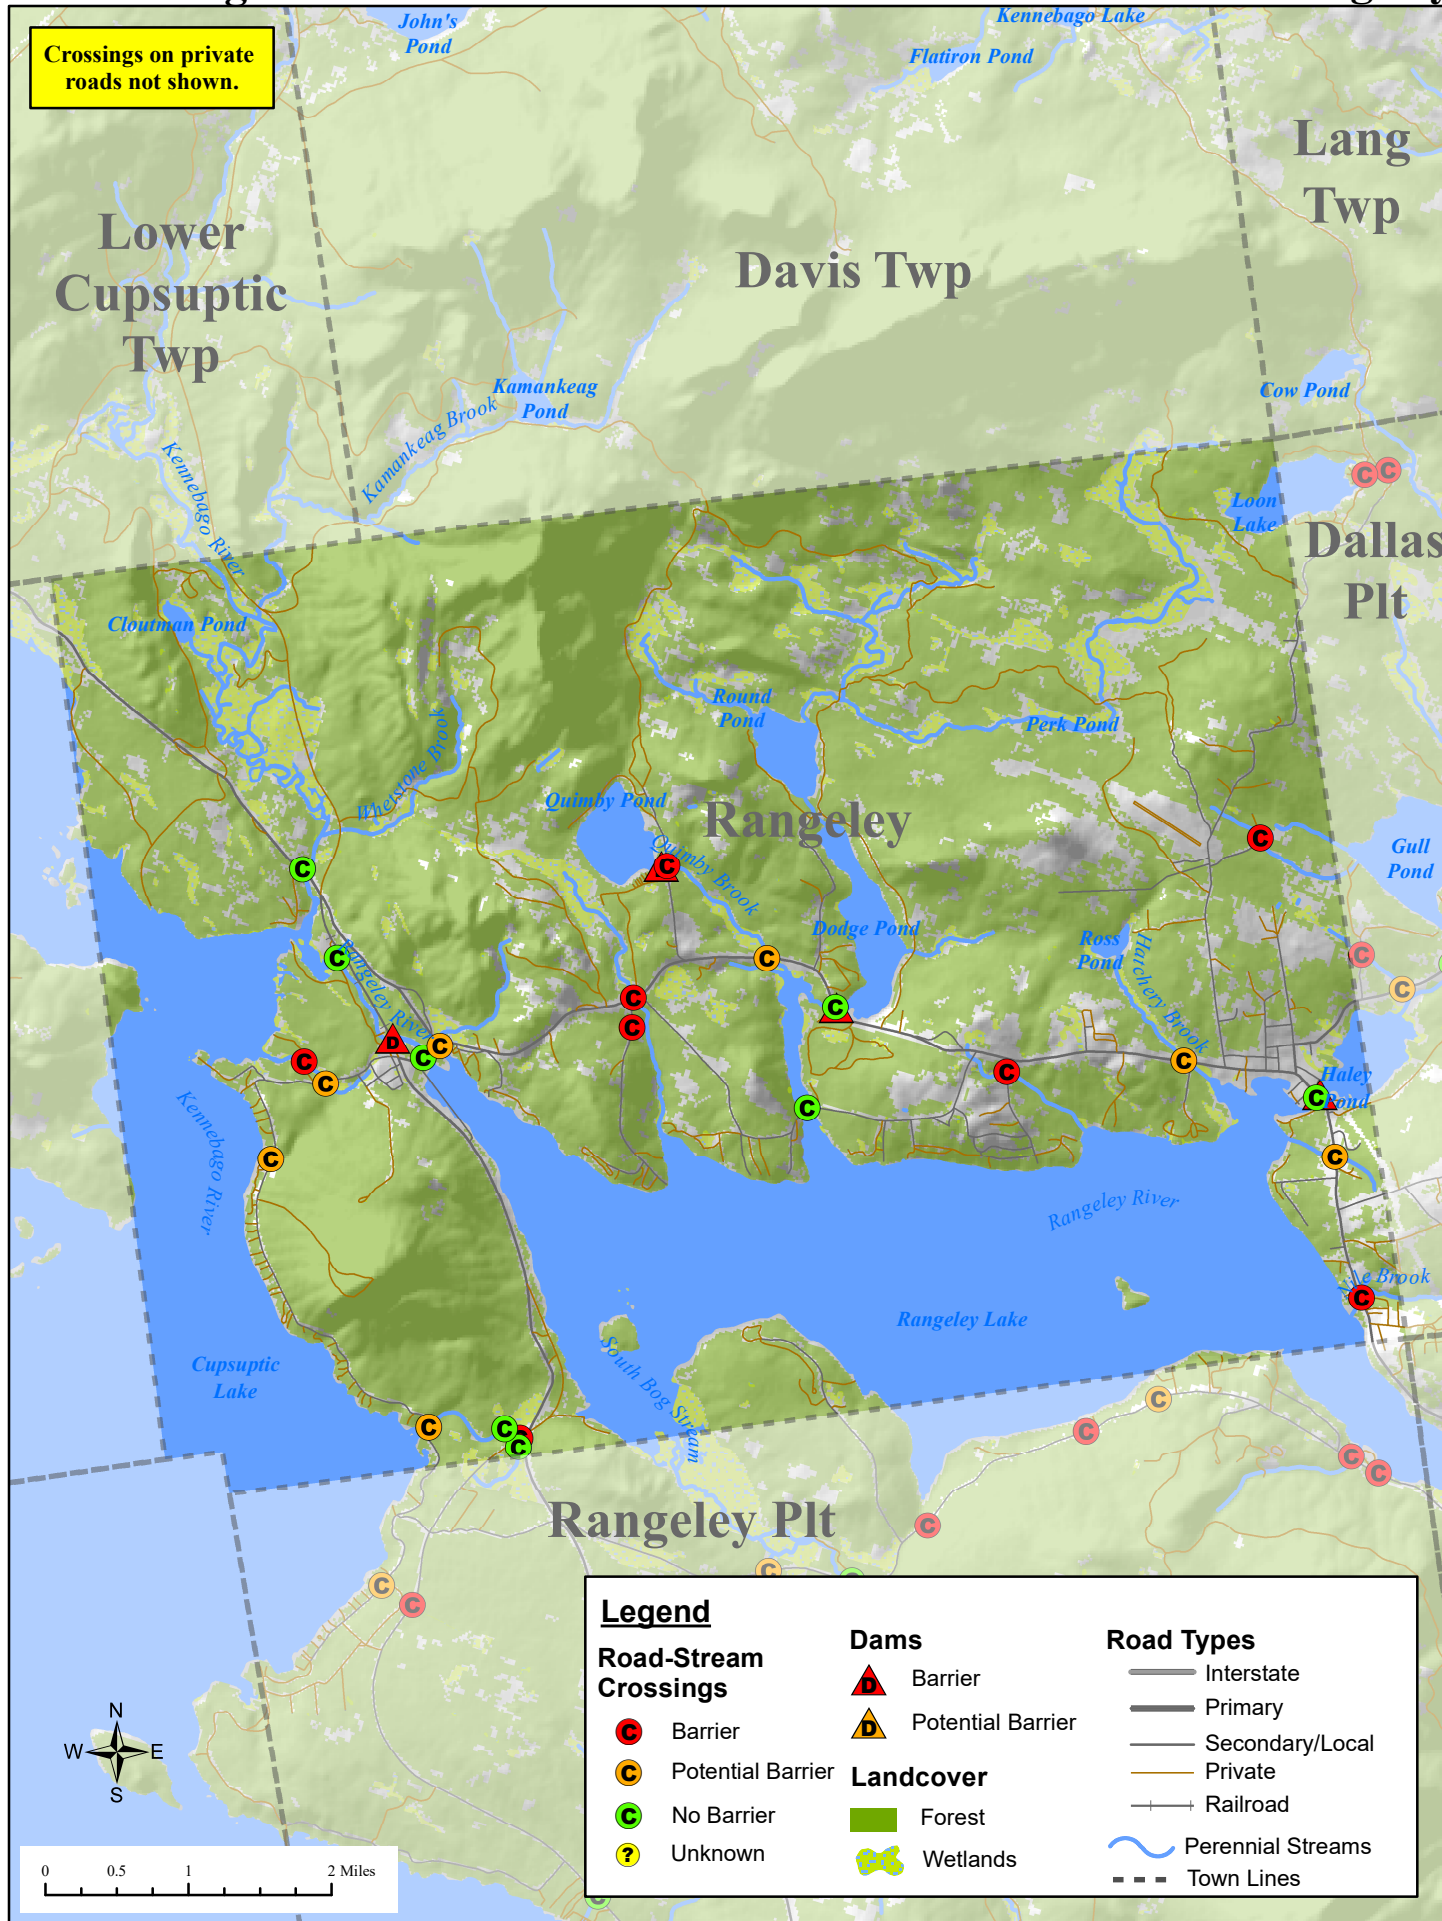 John's
Pond
Kennebago Lake
Flatiron Pond
Crossings on private
roads not shown.
Lang
Twp
Lower
Cupsuptic
Twp
Davis Twp
Kamankeag
Pond
Kamankeag Brook
Cow Pond
Kennebago River
Loon
Lake
Dallas
Plt
Cloutman Pond
Round
Pond
Perk Pond
Whetstone Brook
Quimby Pond
Rangeley
Quimby Brook
Gull
Pond
Dodge Pond
Ross
Pond
Hatchery Brook
Rangeley River
Haley
Pond
Kennebago River
Rangeley River
Nile Brook
Rangeley Lake
South Bog Stream
Cupsuptic
Lake
Rangeley Plt
Legend
Road-Stream
Crossings
C Barrier
C Potential Barrier
C No Barrier
? Unknown
Dams
D Barrier
D Potential Barrier
Landcover
Forest
Wetlands
Road Types
Interstate
Primary
Secondary/Local
Private
Railroad
Perennial Streams
Town Lines
N
W E
S
0 0.5 1 2 Miles